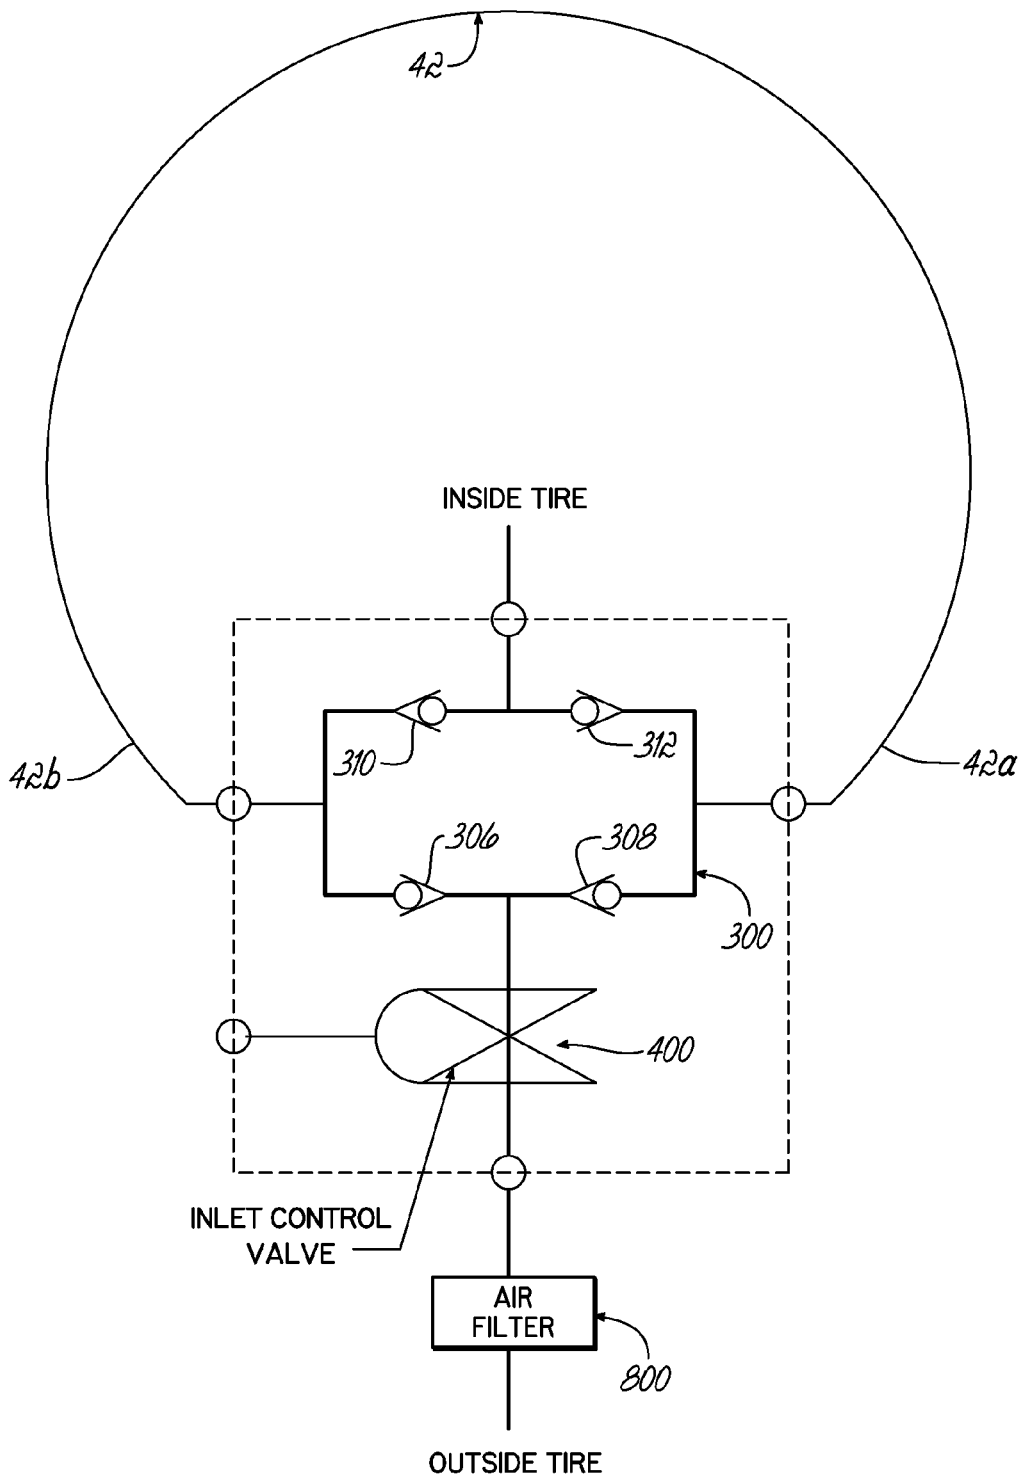 42
INSIDE TIRE
310
312
42b
42a
306
308
300
400
INLET CONTROL
VALVE
AIR
FILTER
800
OUTSIDE TIRE